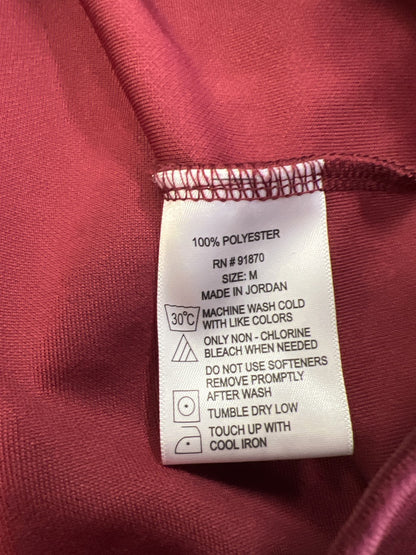 100% POLYESTER
RN # 91870
SIZE: M
MADE IN JORDAN
30°C MACHINE WASH COLD
WITH LIKE COLORS
ONLY NON - CHLORINE
BLEACH WHEN NEEDED
DO NOT USE SOFTENERS
REMOVE PROMPTLY
AFTER WASH
TUMBLE DRY LOW
TOUCH UP WITH
COOL IRON